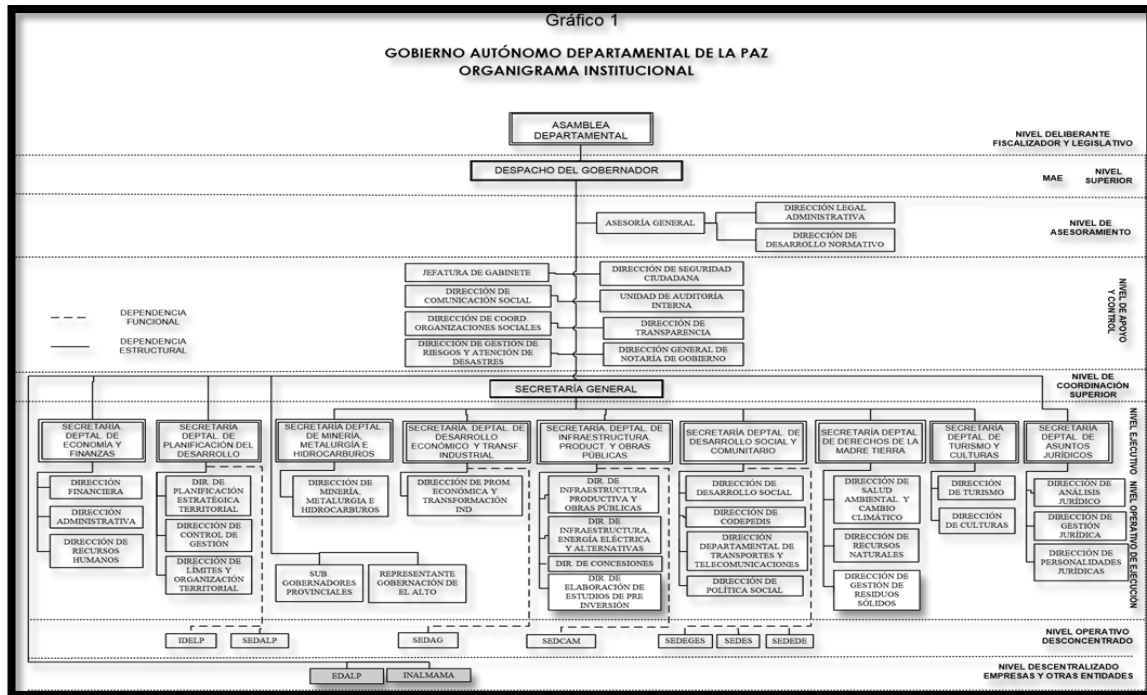 Gráfico 1
GOBIERNO AUTÓNOMO DEPARTAMENTAL DE LA PAZ
ORGANIGRAMA INSTITUCIONAL
ASAMBLEA
DEPARTAMENTAL
NIVEL DELIBERANTE
FISCALIZADOR Y LEGISLATIVO
DESPACHO DEL GOBERNADOR
MAE
NIVEL
SUPERIOR
ASESORÍA GENERAL
DIRECCIÓN LEGAL
ADMINISTRATIVA
DIRECCIÓN DE
DESARROLLO NORMATIVO
NIVEL DE
ASESORAMIENTO
JEFATURA DE GABINETE
DIRECCIÓN DE SEGURIDAD
CIUDADANA
DIRECCIÓN DE
COMUNICACIÓN SOCIAL
UNIDAD DE AUDITORÍA
INTERNA
DIRECCIÓN DE COORD.
ORGANIZACIONES SOCIALES
DIRECCIÓN DE
TRANSPARENCIA
DIRECCIÓN DE GESTIÓN DE
RIESGOS Y ATENCIÓN DE
DESASTRES
DIRECCIÓN GENERAL DE
NOTARÍA DE GOBIERNO
NIVEL DE APOYO
Y CONTROL
DEPENDENCIA
FUNCIONAL
DEPENDENCIA
ESTRUCTURAL
SECRETARÍA GENERAL
NIVEL DE
COORDINACIÓN
SUPERIOR
SECRETARÍA
DEPTAL. DE
ECONOMÍA Y
FINANZAS
SECRETARÍA
DEPTAL. DE
PLANIFICACIÓN DEL
DESARROLLO
SECRETARÍA DEPTAL.
DE MINERÍA,
METALURGIA E
HIDROCARBUROS
SECRETARÍA. DEPTAL. DE
DESARROLLO
ECONÓMICO Y TRANSF.
INDUSTRIAL
SECRETARÍA. DEPTAL. DE
INFRAESTRUCTURA.
PRODUCT. Y OBRAS
PÚBLICAS
SECRETARÍA DEPTAL. DE
DESARROLLO SOCIAL Y
COMUNITARIO
SECRETARÍA DEPTAL
DE DERECHOS DE LA
MADRE TIERRA
SECRETARÍA
DEPTAL. DE
TURISMO Y
CULTURAS
SECRETARÍA
DEPTAL. DE
ASUNTOS
JURÍDICOS
NIVEL EJECUTIVO
DIRECCIÓN
FINANCIERA
DIRECCIÓN
ADMINISTRATIVA
DIRECCIÓN DE
RECURSOS
HUMANOS
DIR. DE
PLANIFICACIÓN
ESTRATÉGICA
TERRITORIAL
DIRECCIÓN DE
CONTROL DE
GESTIÓN
DIRECCIÓN DE
LÍMITES Y
ORGANIZACIÓN
TERRITORIAL
DIRECCIÓN DE
MINERÍA,
METALURGIA E
HIDROCARBUROS
SUB.
GOBERNADORES
PROVINCIALES
REPRESENTANTE
GOBERNACIÓN DE
EL ALTO
DIRECCIÓN DE PROM.
ECONÓMICA Y
TRANSFORMACIÓN
IND.
DIR. DE
INFRAESTRUCTURA
PRODUCTIVA Y
OBRAS PÚBLICAS
DIR. DE
INFRAESTRUCTURA.
ENERGÍA ELÉCTRICA
Y ALTERNATIVAS
DIR. DE CONCESIONES
DIR. DE
ELABORACIÓN DE
ESTUDIOS DE PRE
INVERSIÓN
DIRECCIÓN DE
DESARROLLO SOCIAL
DIRECCIÓN DE
CODEPEDIS
DIRECCIÓN
DEPARTAMENTAL DE
TRANSPORTES Y
TELECOMUNICACIONES
DIRECCIÓN DE
POLÍTICA SOCIAL
DIRECCIÓN DE
SALUD
AMBIENTAL. Y
CAMBIO
CLIMÁTICO
DIRECCIÓN DE
RECURSOS
NATURALES
DIRECCIÓN DE
GESTIÓN DE
RESIDUOS
SÓLIDOS
DIRECCIÓN
DE TURISMO
DIRECCIÓN
DE CULTURAS
DIRECCIÓN DE
ANÁLISIS
JURÍDICO
DIRECCIÓN DE
GESTIÓN
JURÍDICA
DIRECCIÓN DE
PERSONALIDADES
JURÍDICAS
NIVEL OPERATIVO DE EJECUCIÓN
IDELP
SEDALP
SEDAG
SEDCAM
SEDEGES
SEDES
SEDEDE
NIVEL OPERATIVO
DESCONCENTRADO
EDALP
INALMAMA
NIVEL DESCENTRALIZADO
EMPRESAS Y OTRAS ENTIDADES